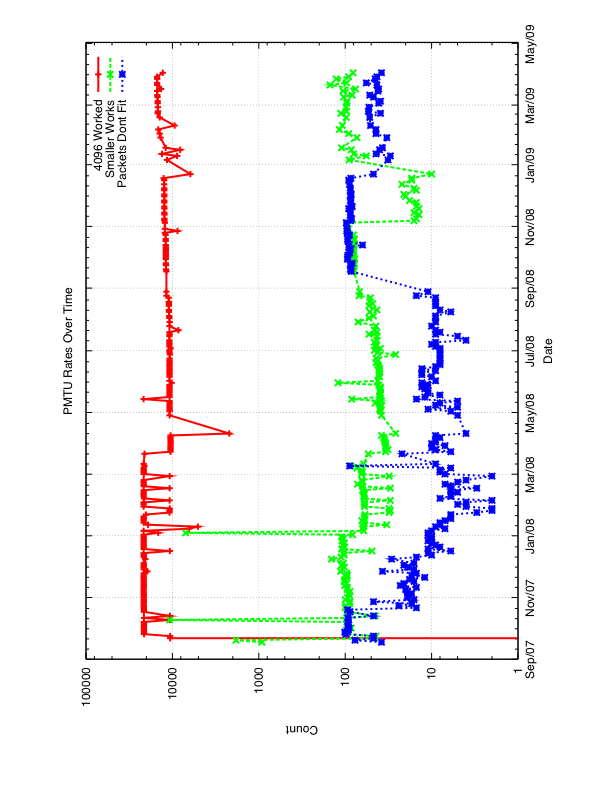 PMTU Rates Over Time
4096 Worked
Smaller Works
Packets Dont Fit
Count
100000
10000
1000
100
10
1
Sep/07
Nov/07
Jan/08
Mar/08
May/08
Jul/08
Sep/08
Nov/08
Jan/09
Mar/09
May/09
Date